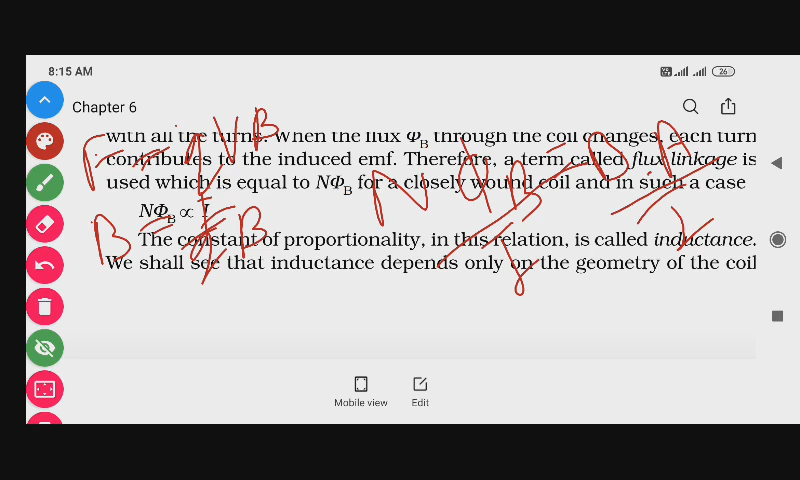 8:15 AM
26
Chapter 6
with all the turns. When the flux Φ_B through the coil changes, each turn
contributes to the induced emf. Therefore, a term called flux linkage is
used which is equal to NΦ_B for a closely wound coil and in such a case
NΦ_B ∝ I
The constant of proportionality, in this relation, is called inductance.
We shall see that inductance depends only on the geometry of the coil
Mobile view
Edit